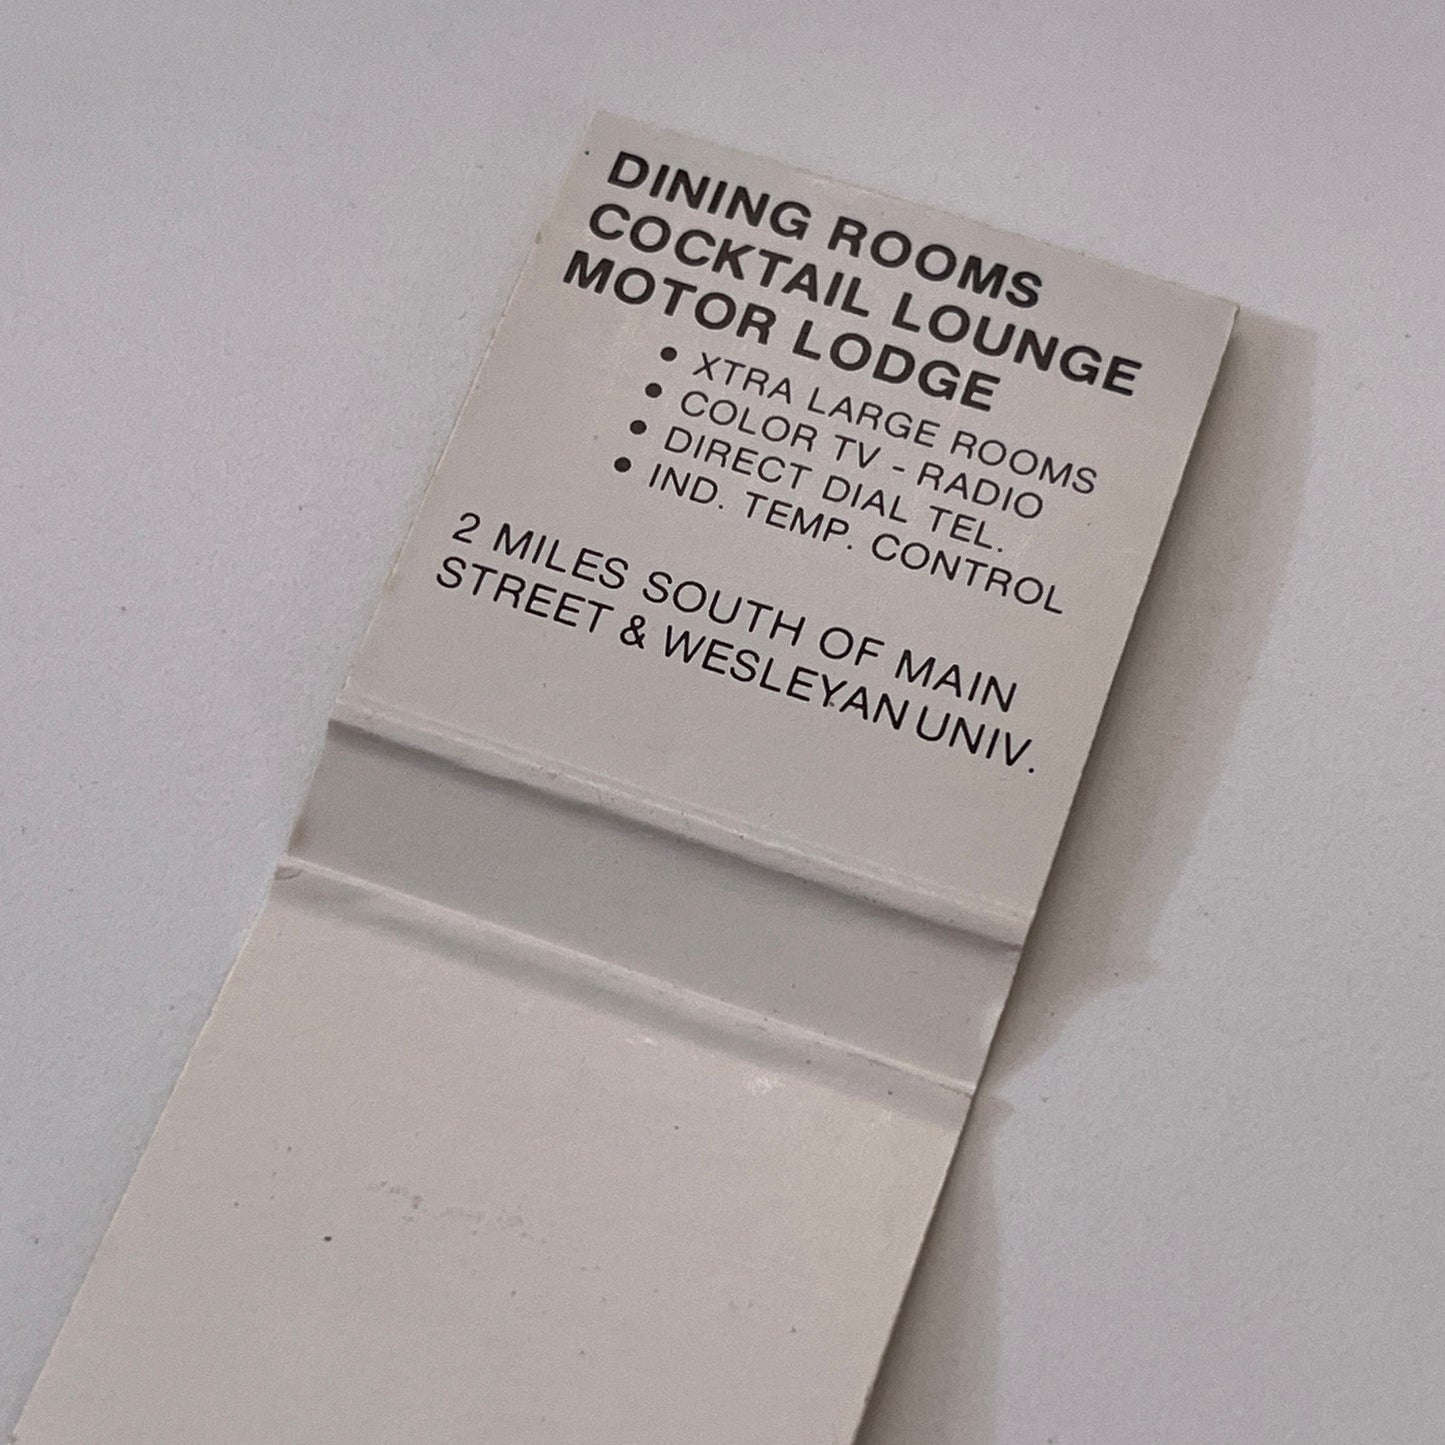 DINING ROOMS
COCKTAIL LOUNGE
MOTOR LODGE
• XTRA LARGE ROOMS
• COLOR TV - RADIO
• DIRECT DIAL TEL.
• IND. TEMP. CONTROL
2 MILES SOUTH OF MAIN
STREET & WESLEYAN UNIV.